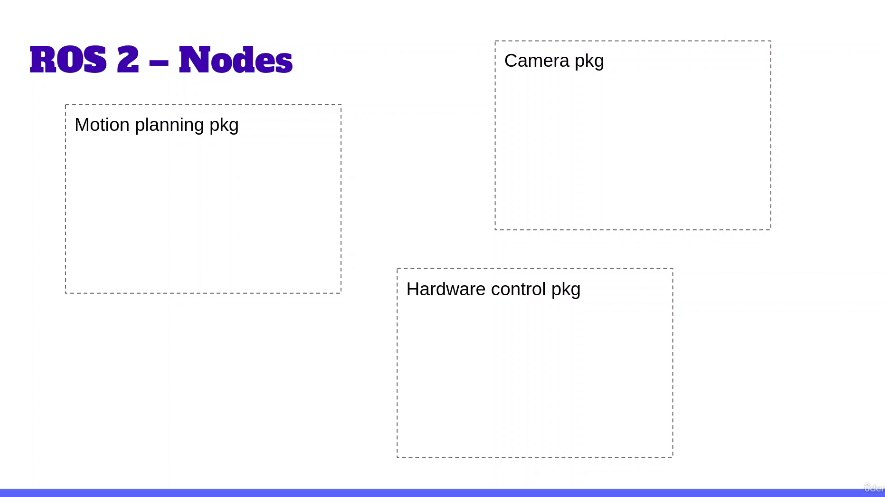 ROS 2 – Nodes
Camera pkg
Motion planning pkg
Hardware control pkg